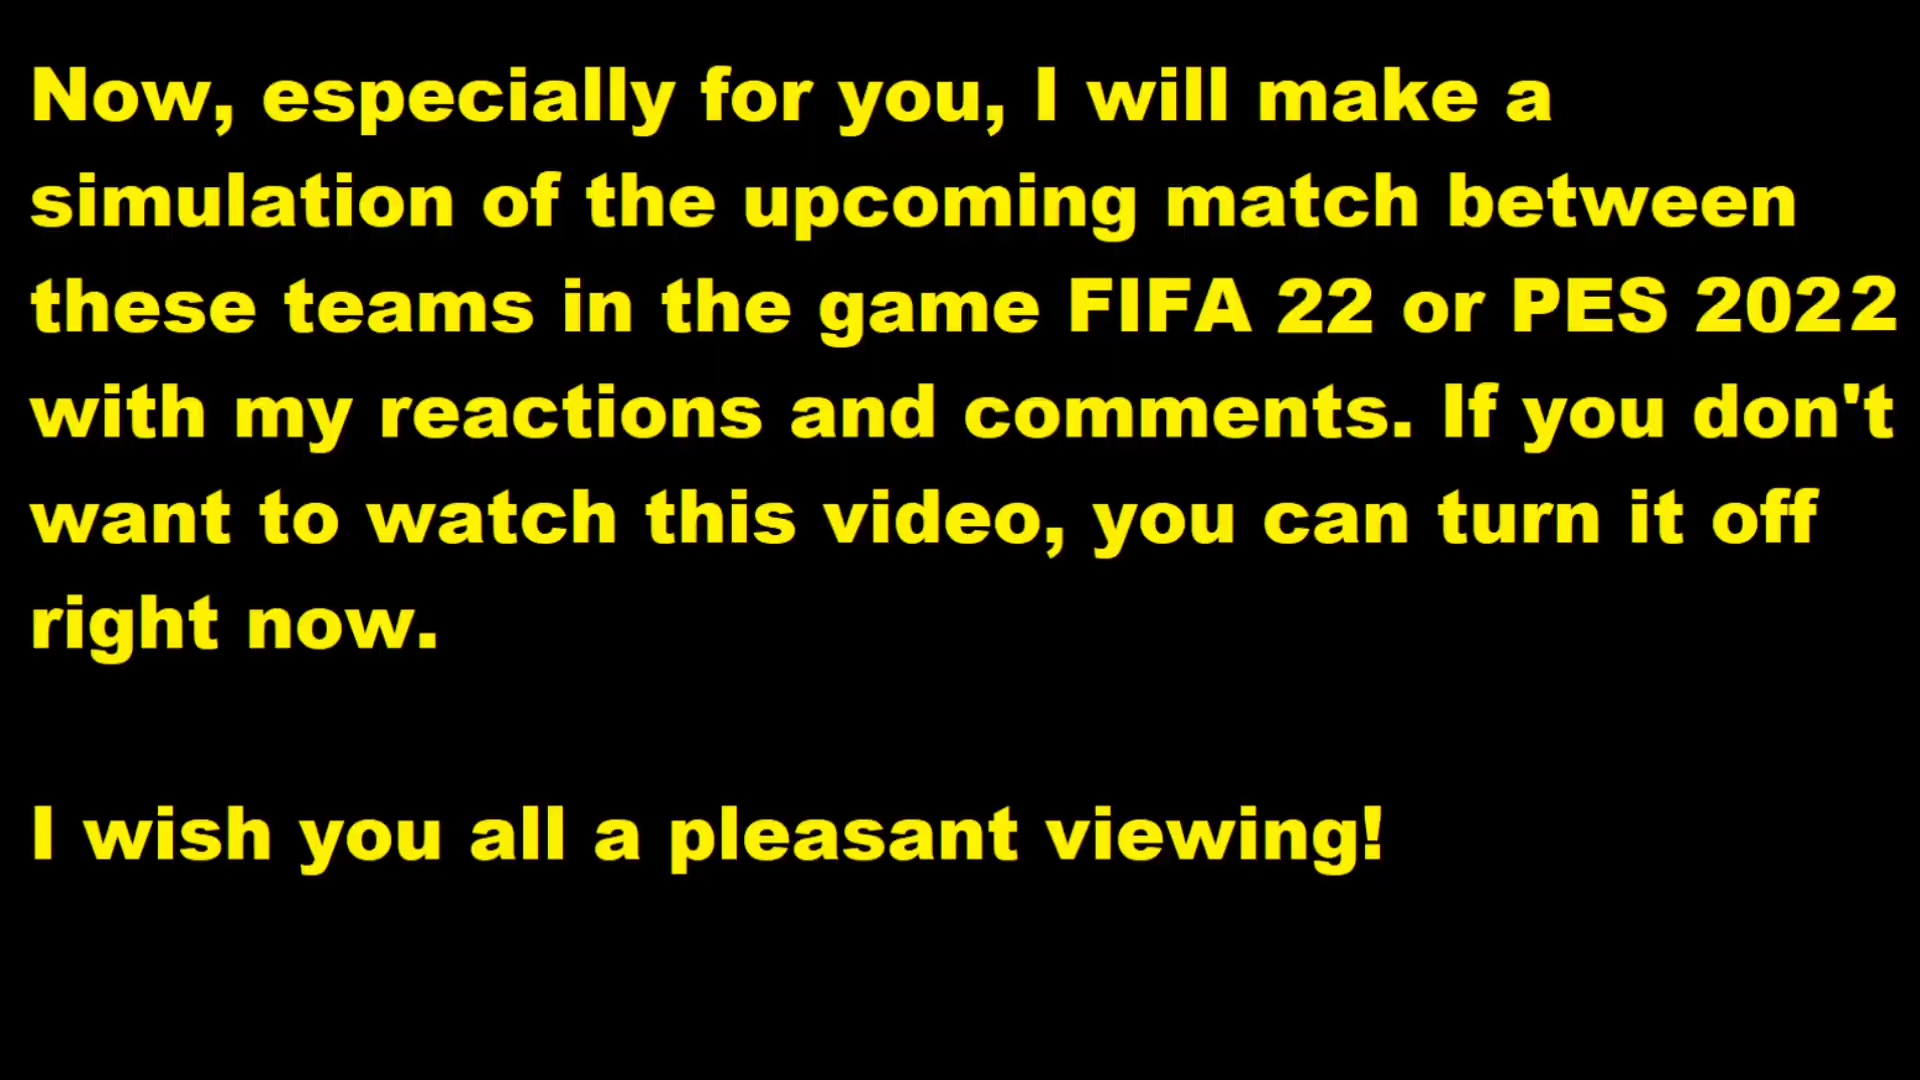 Now, especially for you, I will make a
simulation of the upcoming match between
these teams in the game FIFA 22 or PES 2022
with my reactions and comments. If you don't
want to watch this video, you can turn it off
right now.
I wish you all a pleasant viewing!